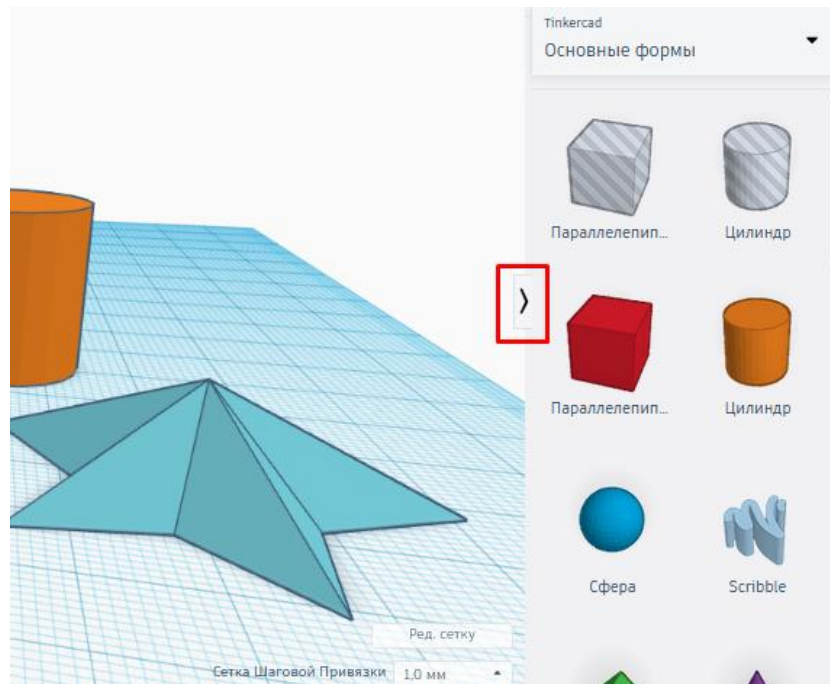 Tinkercad
Основные формы
Параллелепип...
Цилиндр
Параллелепип...
Цилиндр
Сфера
Scribble
Ред. сетку
Сетка Шаговой Привязки 1,0 мм